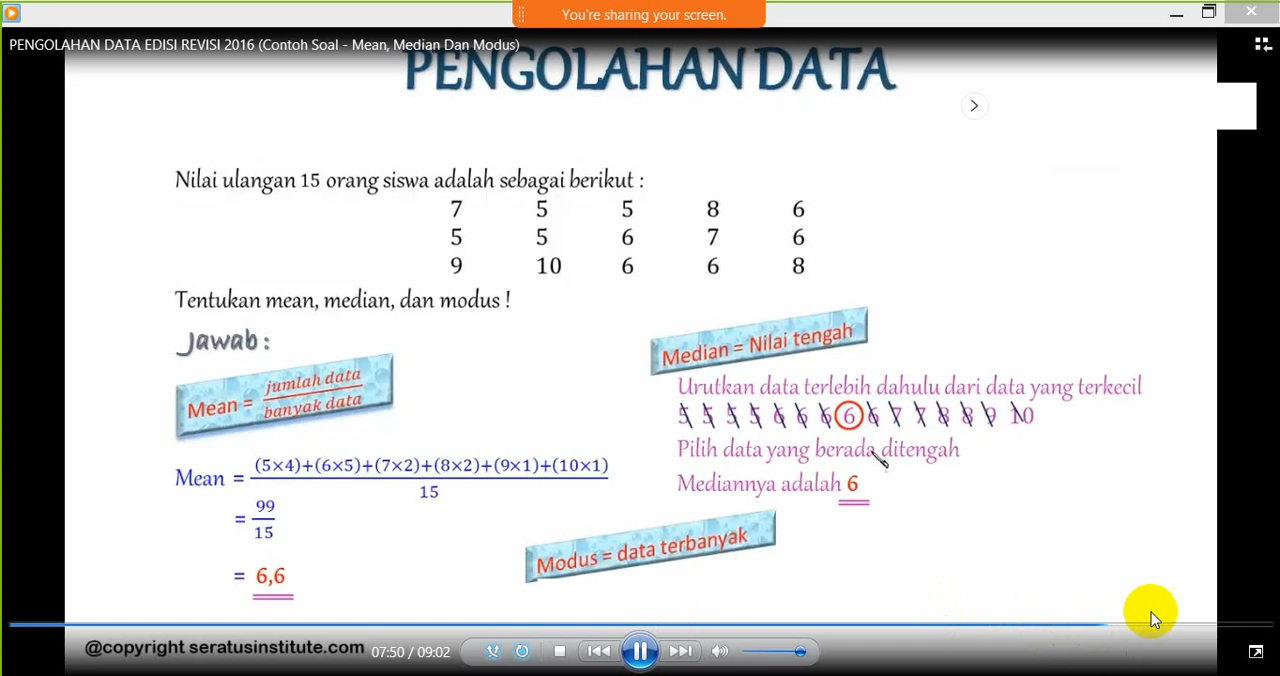 You're sharing your screen.
PENGOLAHAN DATA EDISI REVISI 2016 (Contoh Soal - Mean, Median Dan Modus)
PENGOLAHAN DATA
Nilai ulangan 15 orang siswa adalah sebagai berikut :
7 5 5 8 6
5 5 6 7 6
9 10 6 6 8
Tentukan mean, median, dan modus !
Jawab :
Mean = jumlah data / banyak data
Mean = (5×4)+(6×5)+(7×2)+(8×2)+(9×1)+(10×1) / 15
= 99 / 15
= 6,6
Median = Nilai tengah
Urutkan data terlebih dahulu dari data yang terkecil
5 5 5 5 6 6 6 6 6 7 7 8 8 9 10
Pilih data yang berada ditengah
Mediannya adalah 6
Modus = data terbanyak
@copyright seratusinstitute.com
07:50 / 09:02